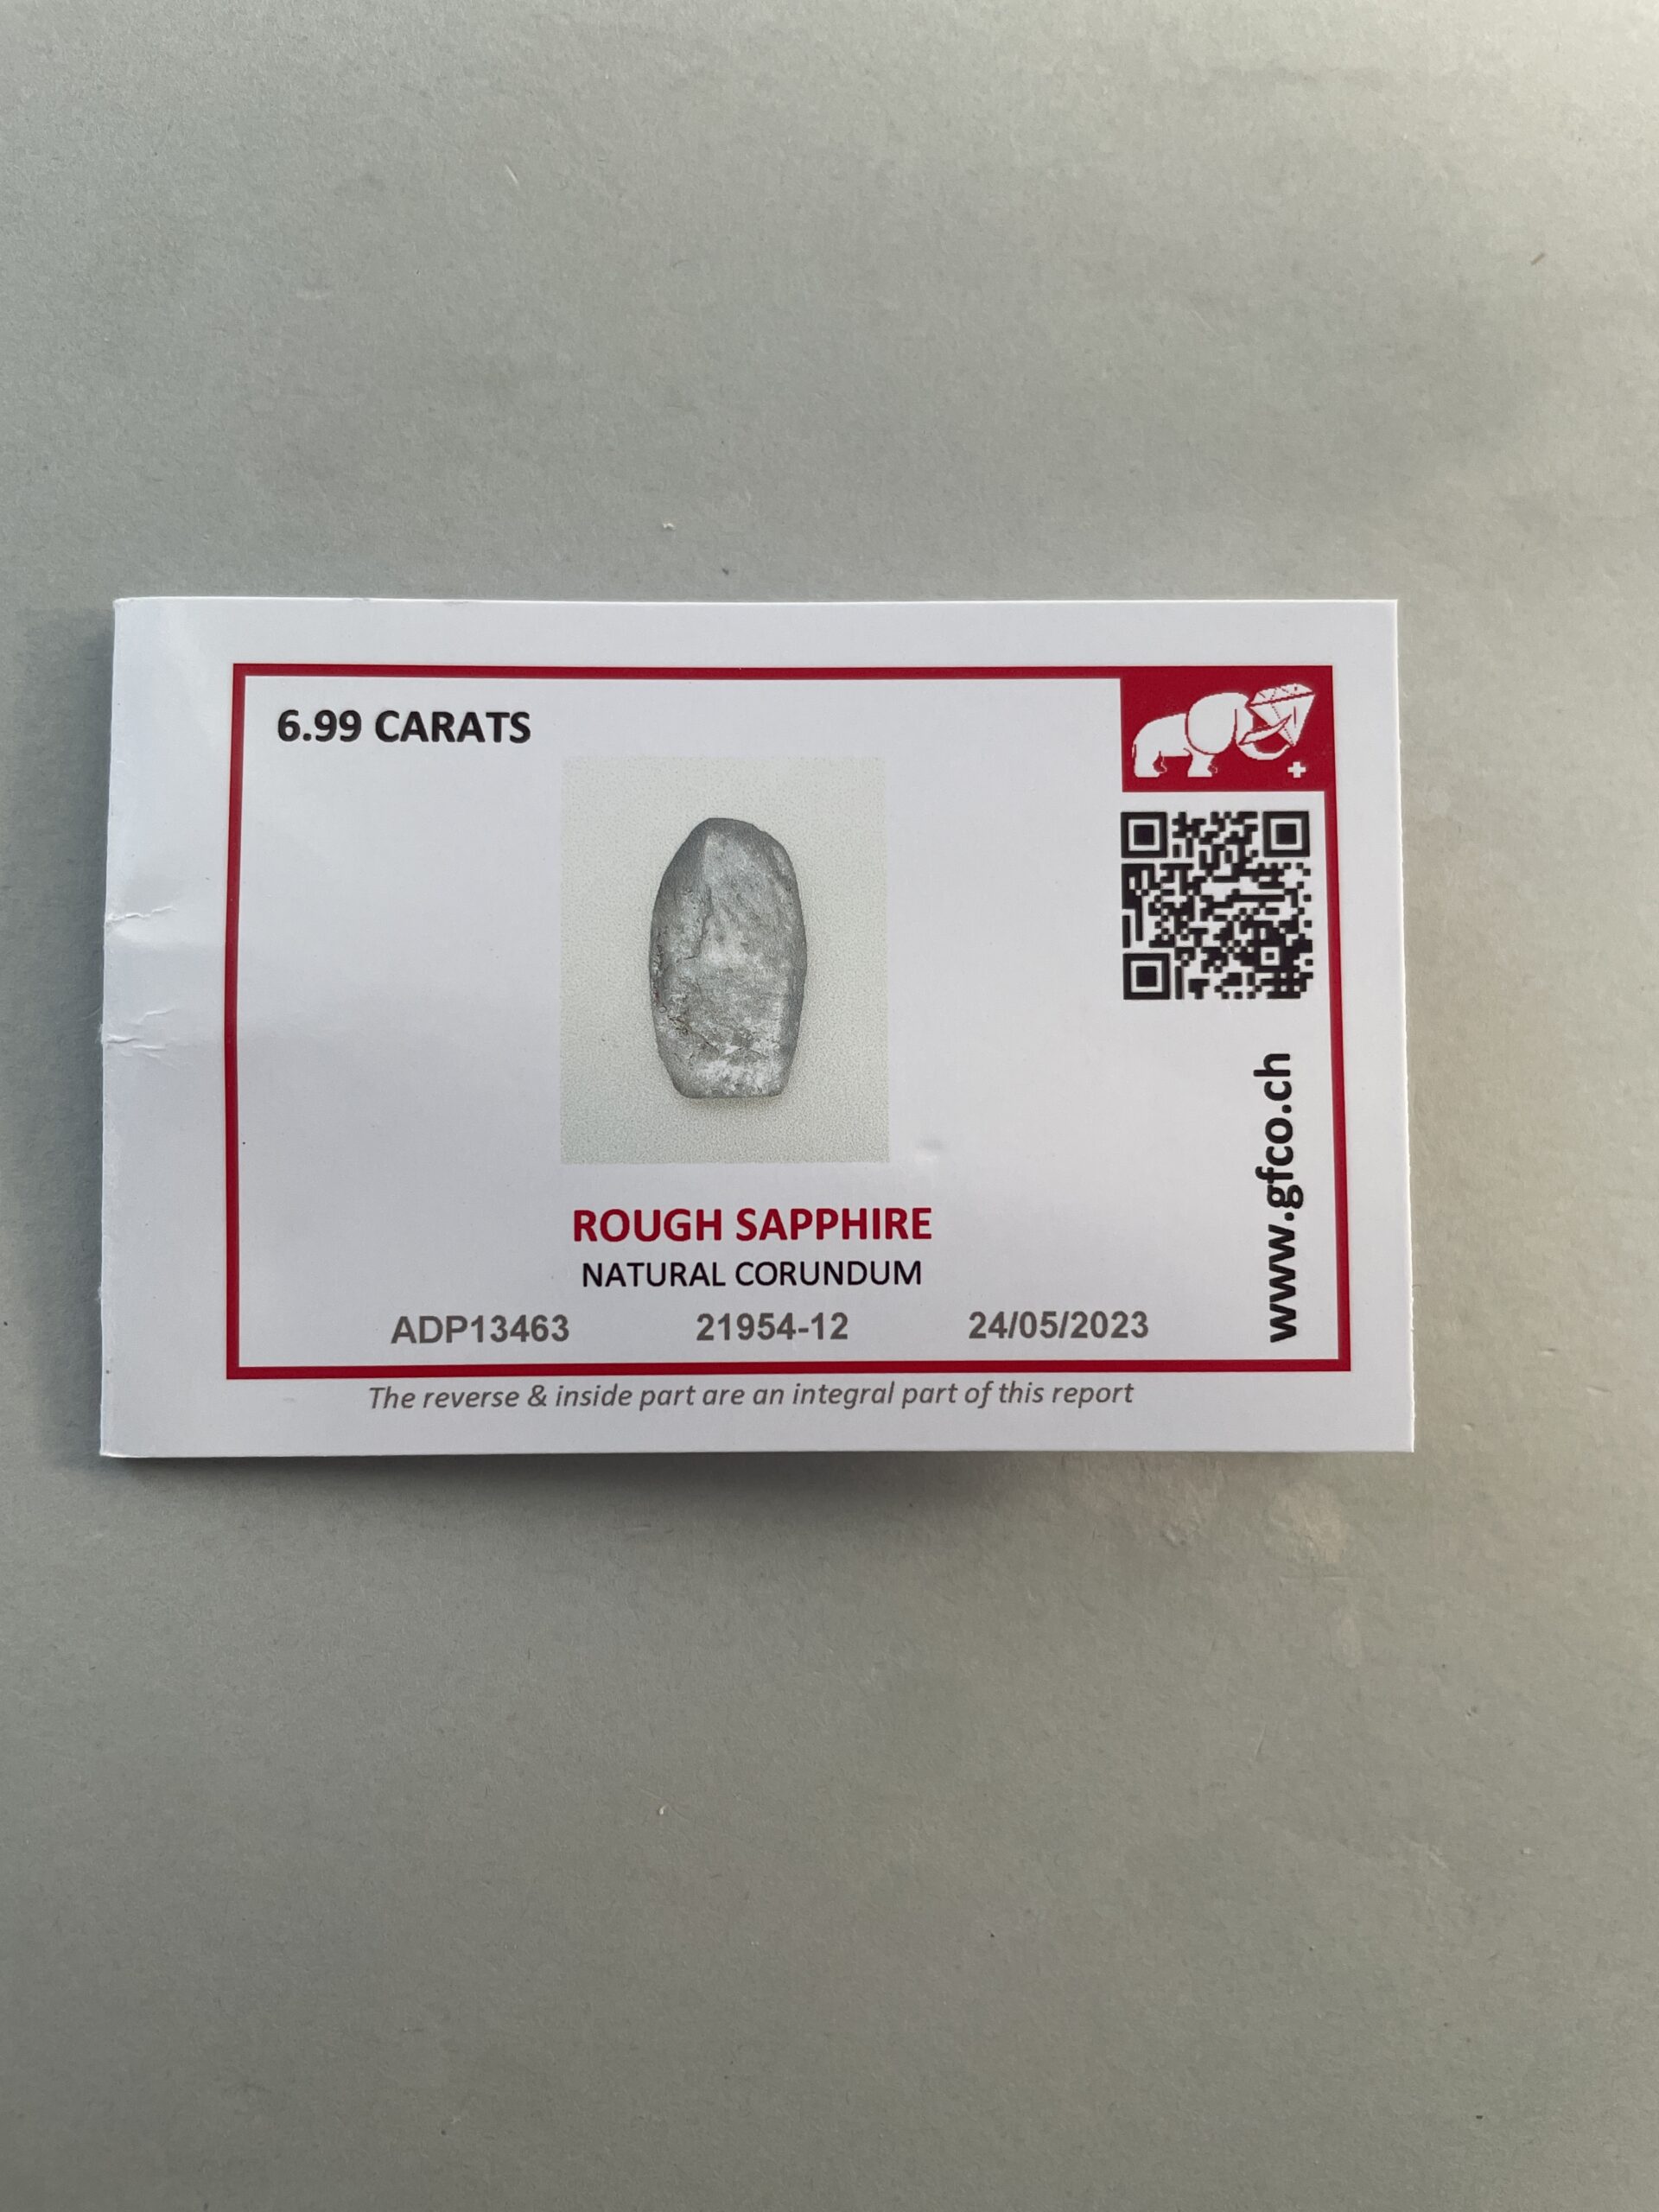 6.99 CARATS
www.gfco.ch
ROUGH SAPPHIRE
NATURAL CORUNDUM
ADP13463 21954-12 24/05/2023
The reverse & inside part are an integral part of this report